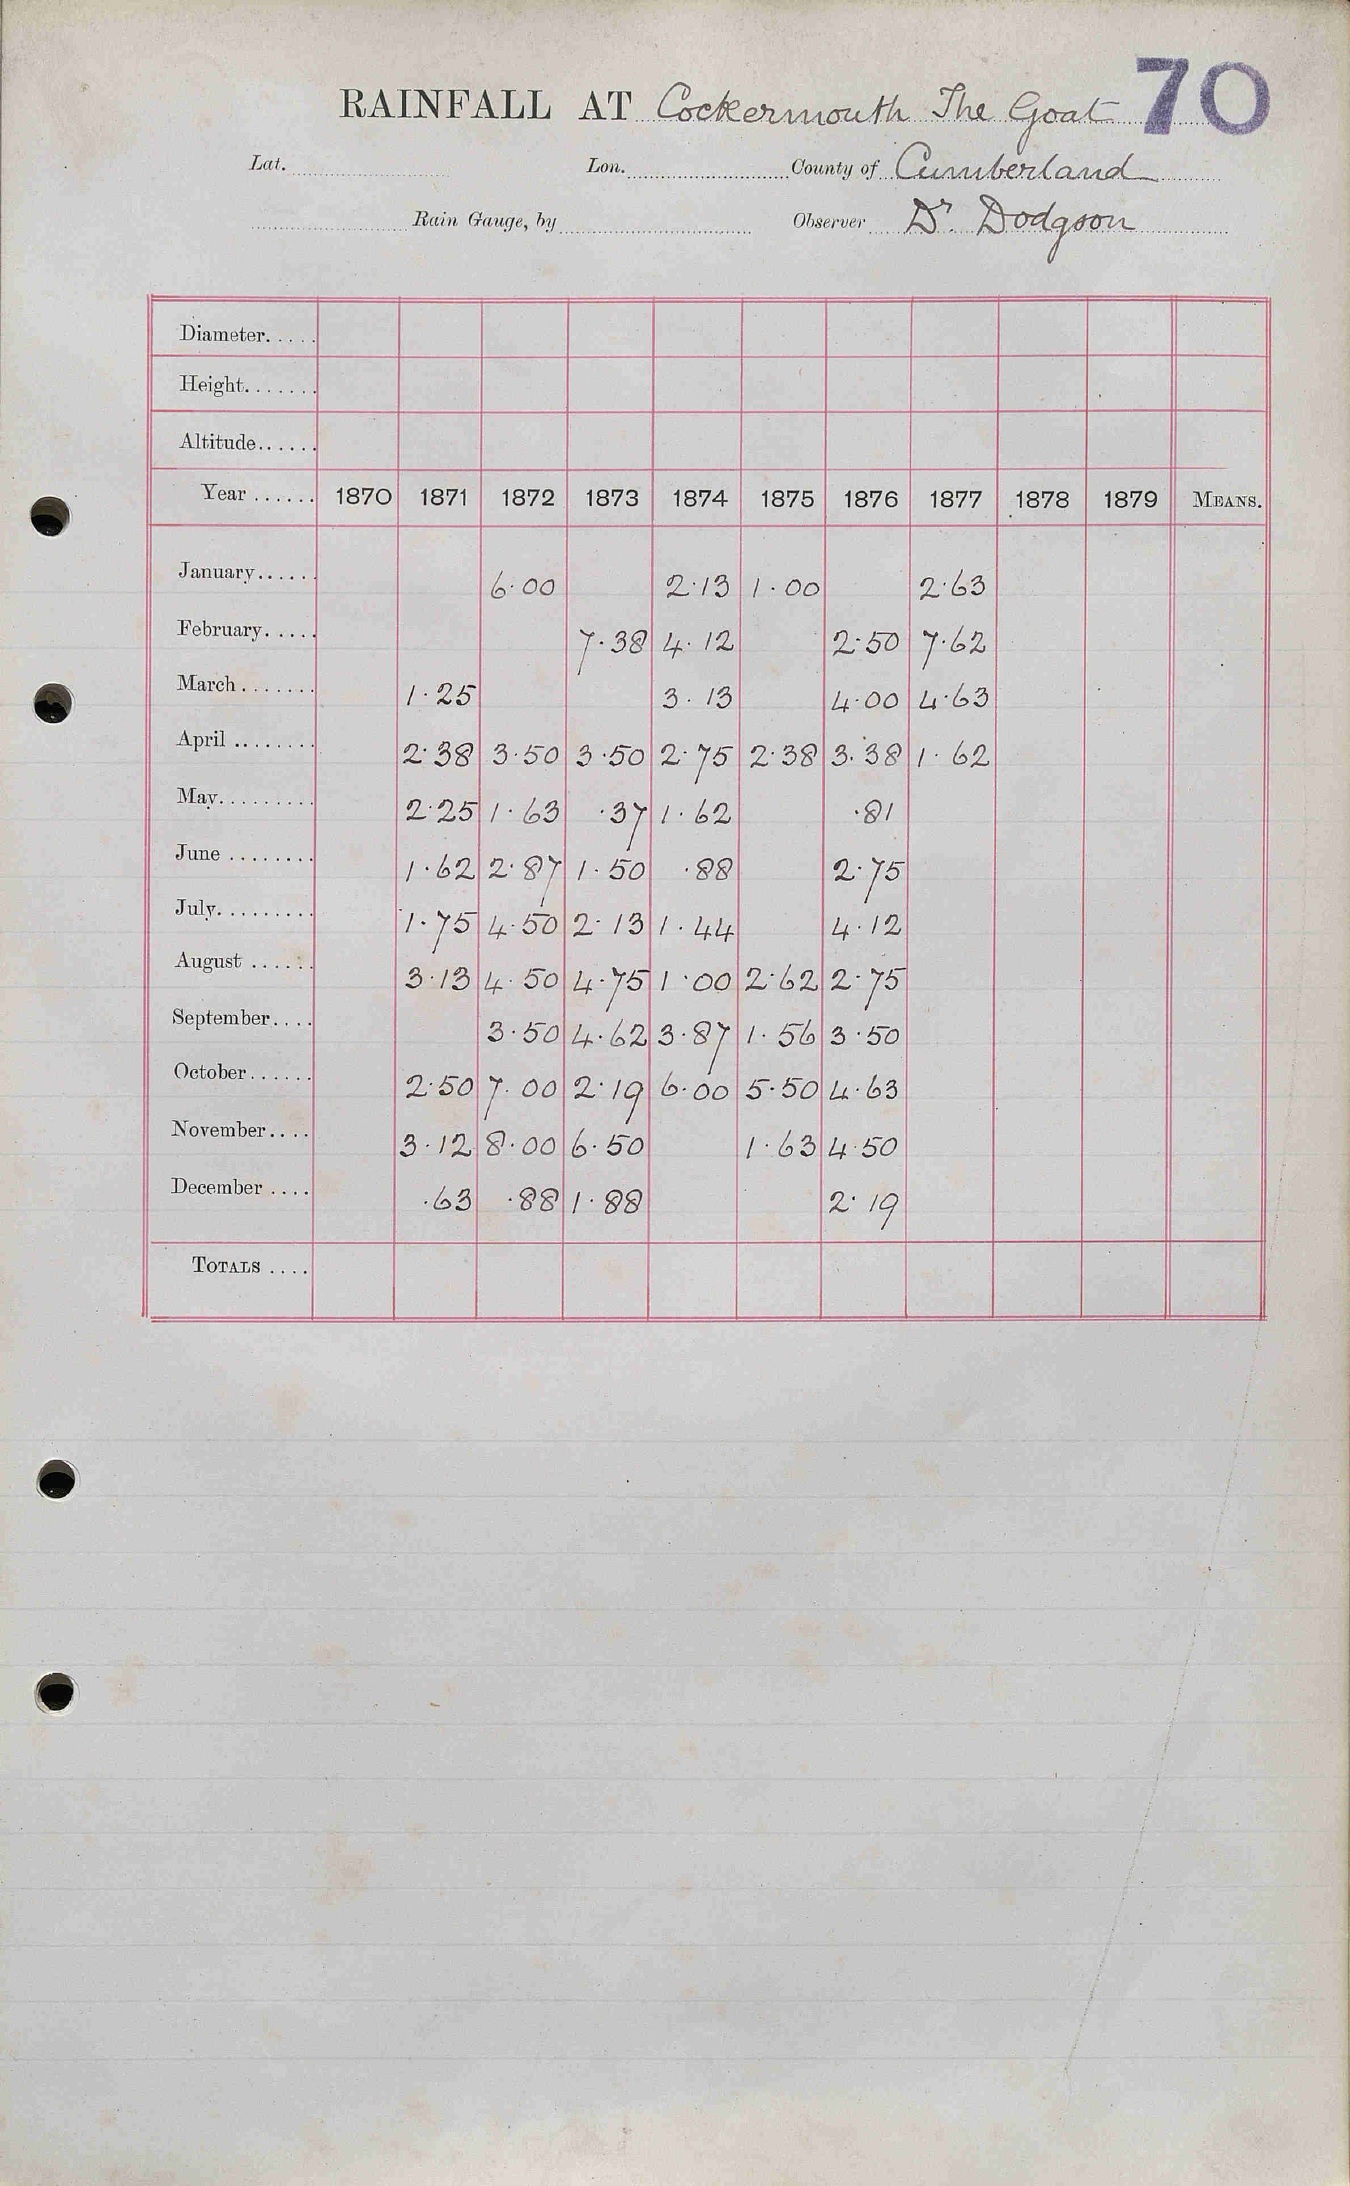 RAINFALL AT Cockermouth The Goat 70
Lat. Lon. County of Cumberland
Rain Gauge, by Observer Dr. Dodgson
Diameter.....
Height.......
Altitude......
Year ...... 1870 1871 1872 1873 1874 1875 1876 1877 1878 1879 MEANS.
January...... 6.00 2.13 1.00 2.63
February..... 7.38 4.12 2.50 7.62
March....... 1.25 3.13 4.00 4.63
April ........ 2.38 3.50 3.50 2.75 2.38 3.38 1.62
May......... 2.25 1.63 .37 1.62 .81
June ........ 1.62 2.87 1.50 .88 2.75
July......... 1.75 4.50 2.13 1.44 4.12
August ...... 3.13 4.50 4.75 1.00 2.62 2.75
September.... 3.50 4.62 3.87 1.56 3.50
October...... 2.50 7.00 2.19 6.00 5.50 4.63
November.... 3.12 8.00 6.50 1.63 4.50
December .... .63 .88 1.88 2.19
TOTALS ....